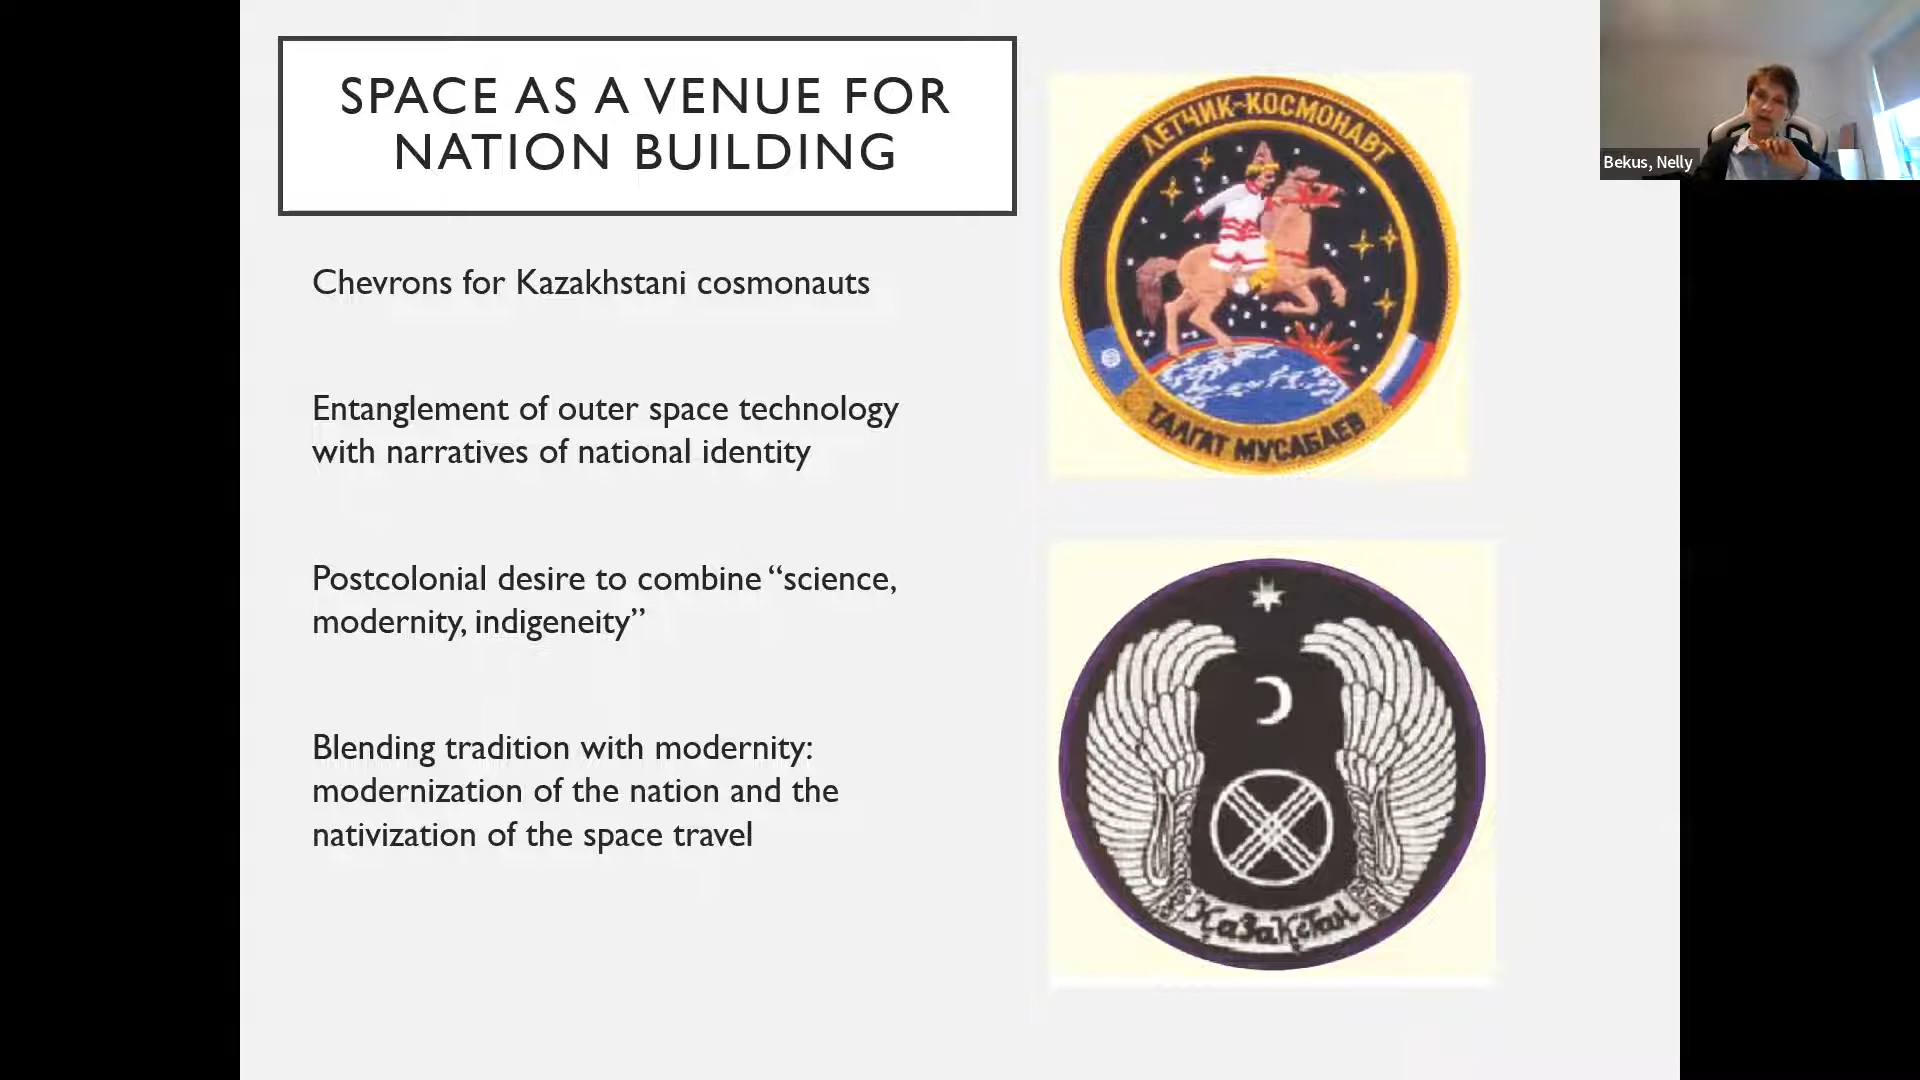 SPACE AS A VENUE FOR
NATION BUILDING
Chevrons for Kazakhstani cosmonauts
Entanglement of outer space technology
with narratives of national identity
Postcolonial desire to combine “science,
modernity, indigeneity”
Blending tradition with modernity:
modernization of the nation and the
nativization of the space travel
ЛЕТЧИК-КОСМОНАВТ
ТАЛГАТ МУСАБАЕВ
Қазақстан
Bekus, Nelly